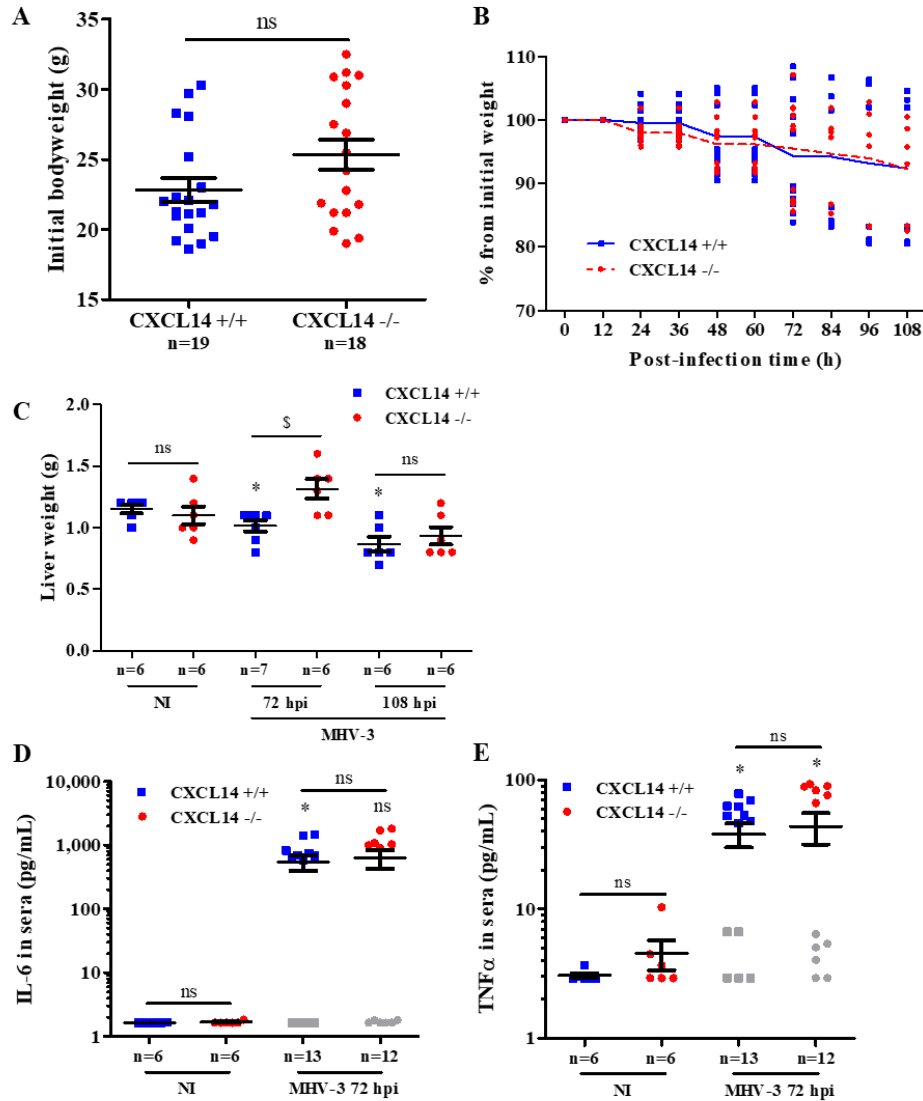 A
ns
Initial bodyweight (g)
35
30
25
20
15
CXCL14 +/+
n=19
CXCL14 -/-
n=18
B
% from initial weight
110
100
90
80
70
CXCL14 +/+
CXCL14 -/-
0 12 24 36 48 60 72 84 96 108
Post-infection time (h)
C
CXCL14 +/+
CXCL14 -/-
Liver weight (g)
2.0
1.5
1.0
0.5
0.0
ns
$
ns
*
*
n=6 n=6 n=7 n=6 n=6 n=6
NI 72 hpi 108 hpi
MHV-3
D
IL-6 in sera (pg/mL)
10,000
1,000
100
10
1
CXCL14 +/+
CXCL14 -/-
ns
* ns
ns
n=6 n=6 n=13 n=12
NI MHV-3 72 hpi
E
TNFα in sera (pg/mL)
100
10
1
CXCL14 +/+
CXCL14 -/-
ns
* *
ns
n=6 n=6 n=13 n=12
NI MHV-3 72 hpi